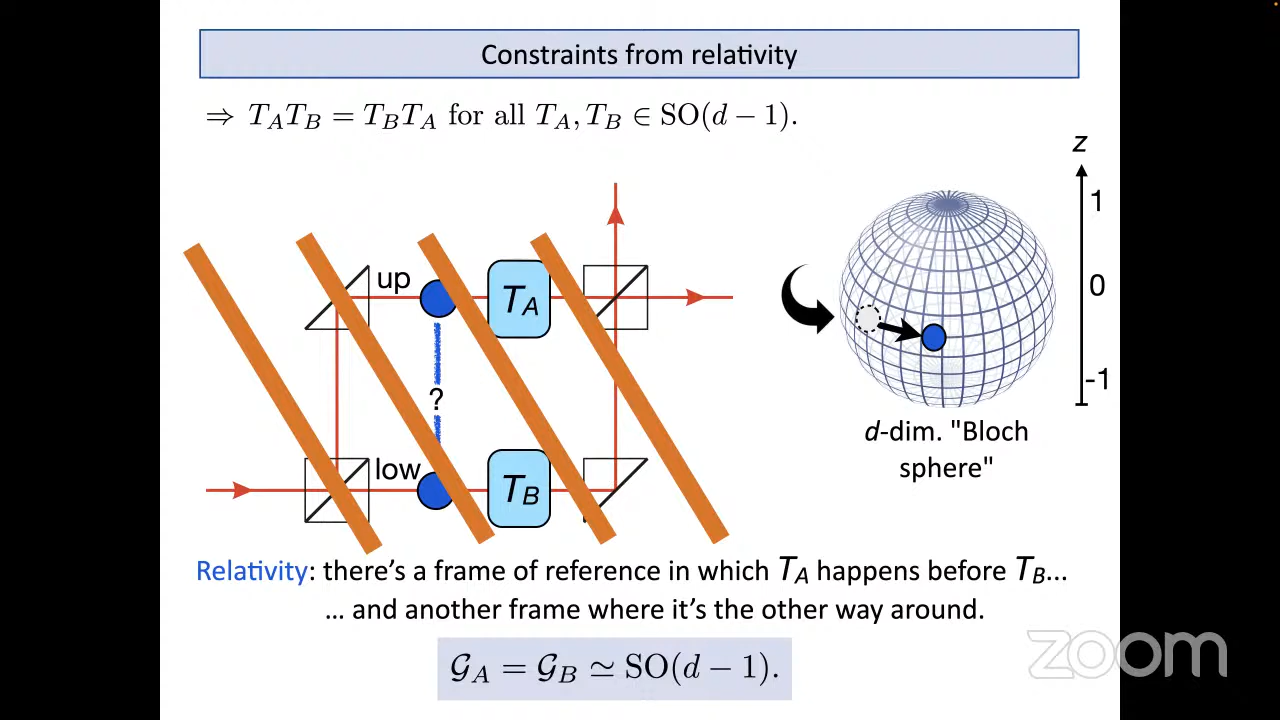 Constraints from relativity
⇒ T_A T_B = T_B T_A for all T_A, T_B ∈ SO(d − 1).
z
1
0
-1
up
T_A
?
low
T_B
d-dim. "Bloch
sphere"
Relativity: there's a frame of reference in which T_A happens before T_B...
… and another frame where it's the other way around.
𝒢_A = 𝒢_B ≃ SO(d − 1).
zoom